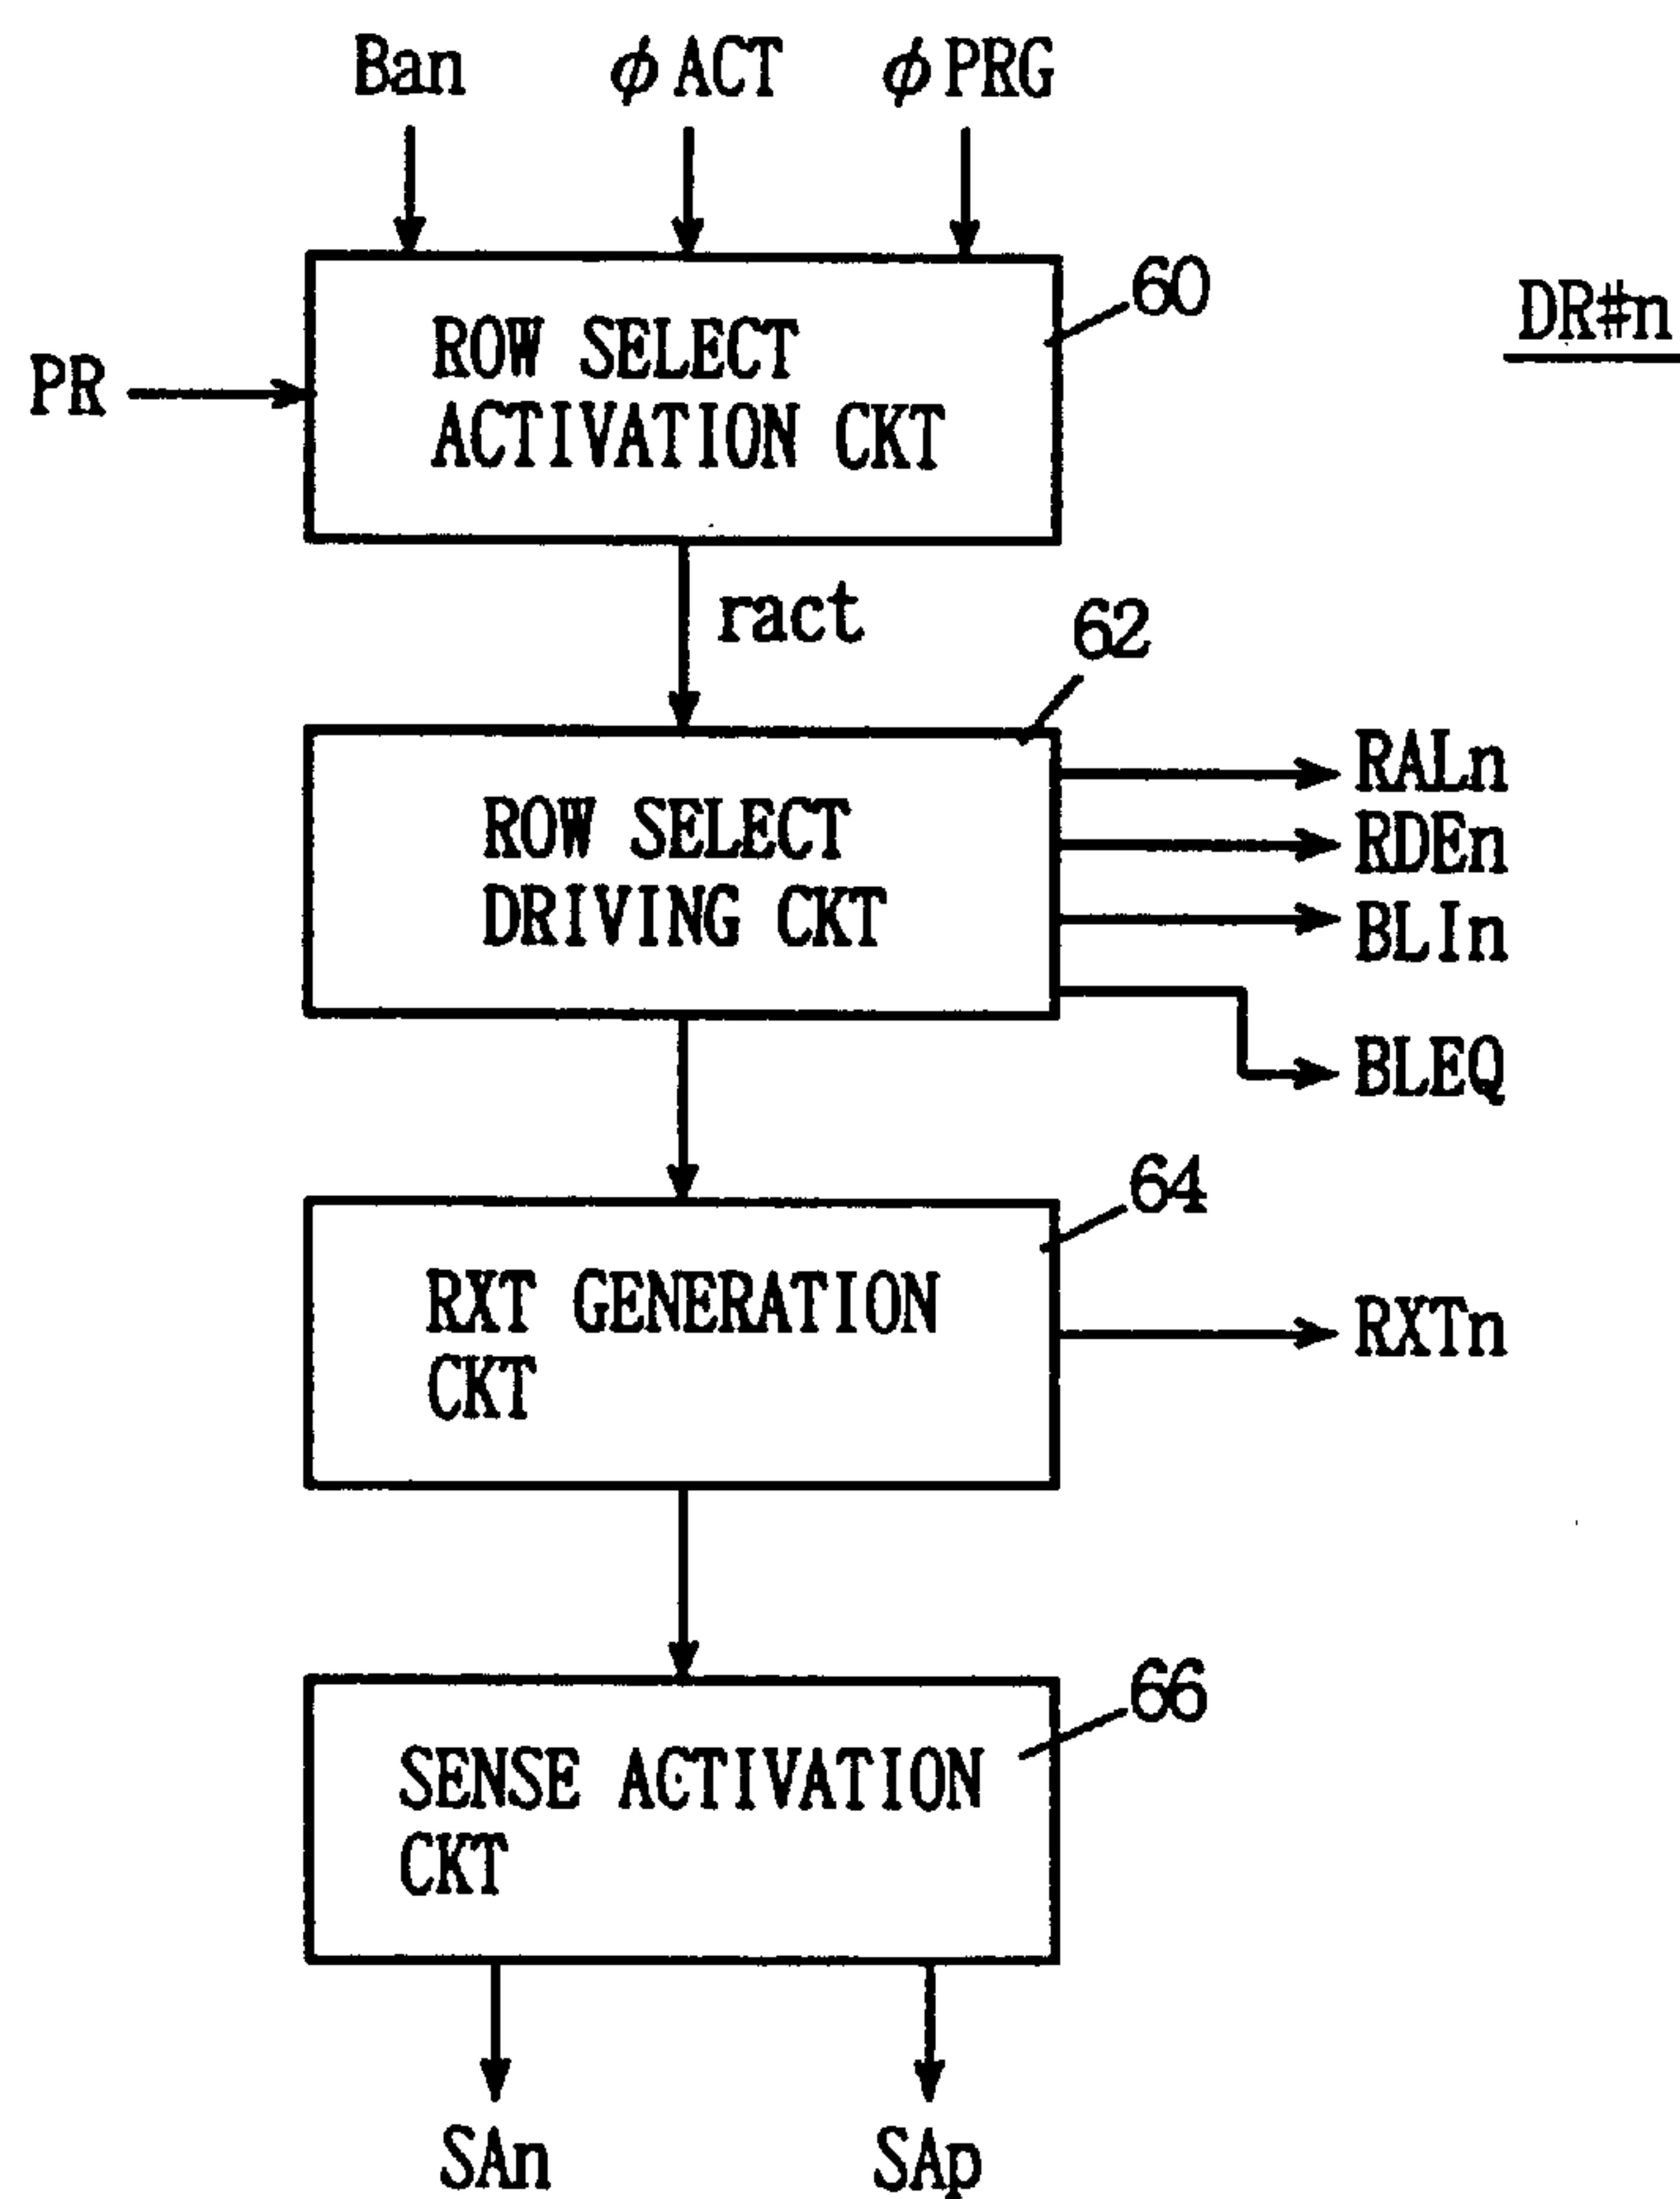 Ban
φACT
φPRG
60
DR#n
PR
ROW SELECT
ACTIVATION CKT
ract
62
ROW SELECT
DRIVING CKT
RALn
RDEn
BLIn
BLEQ
64
RXT GENERATION
CKT
RXTn
66
SENSE ACTIVATION
CKT
SAn
SAp